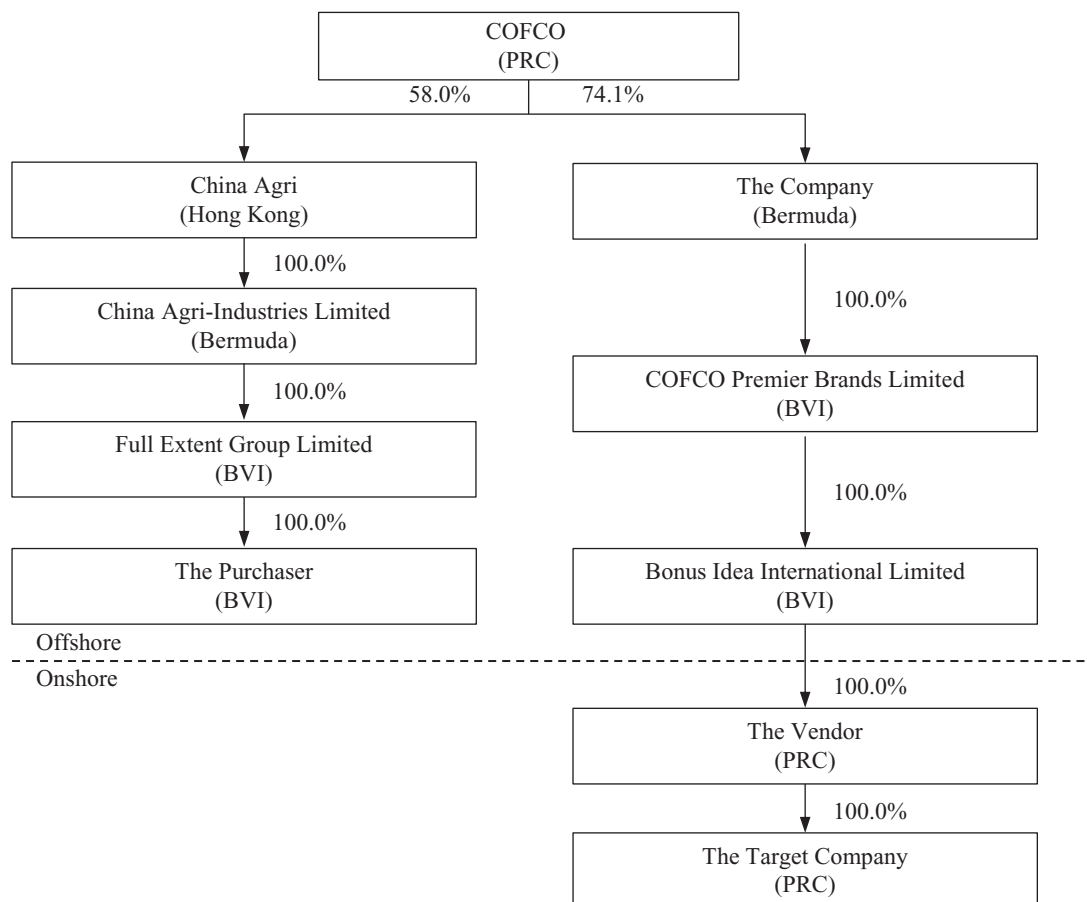 COFCO
(PRC)
58.0%
74.1%
China Agri
(Hong Kong)
The Company
(Bermuda)
100.0%
China Agri-Industries Limited
(Bermuda)
100.0%
100.0%
COFCO Premier Brands Limited
(BVI)
Full Extent Group Limited
(BVI)
100.0%
100.0%
The Purchaser
(BVI)
Bonus Idea International Limited
(BVI)
Offshore
Onshore
100.0%
The Vendor
(PRC)
100.0%
The Target Company
(PRC)